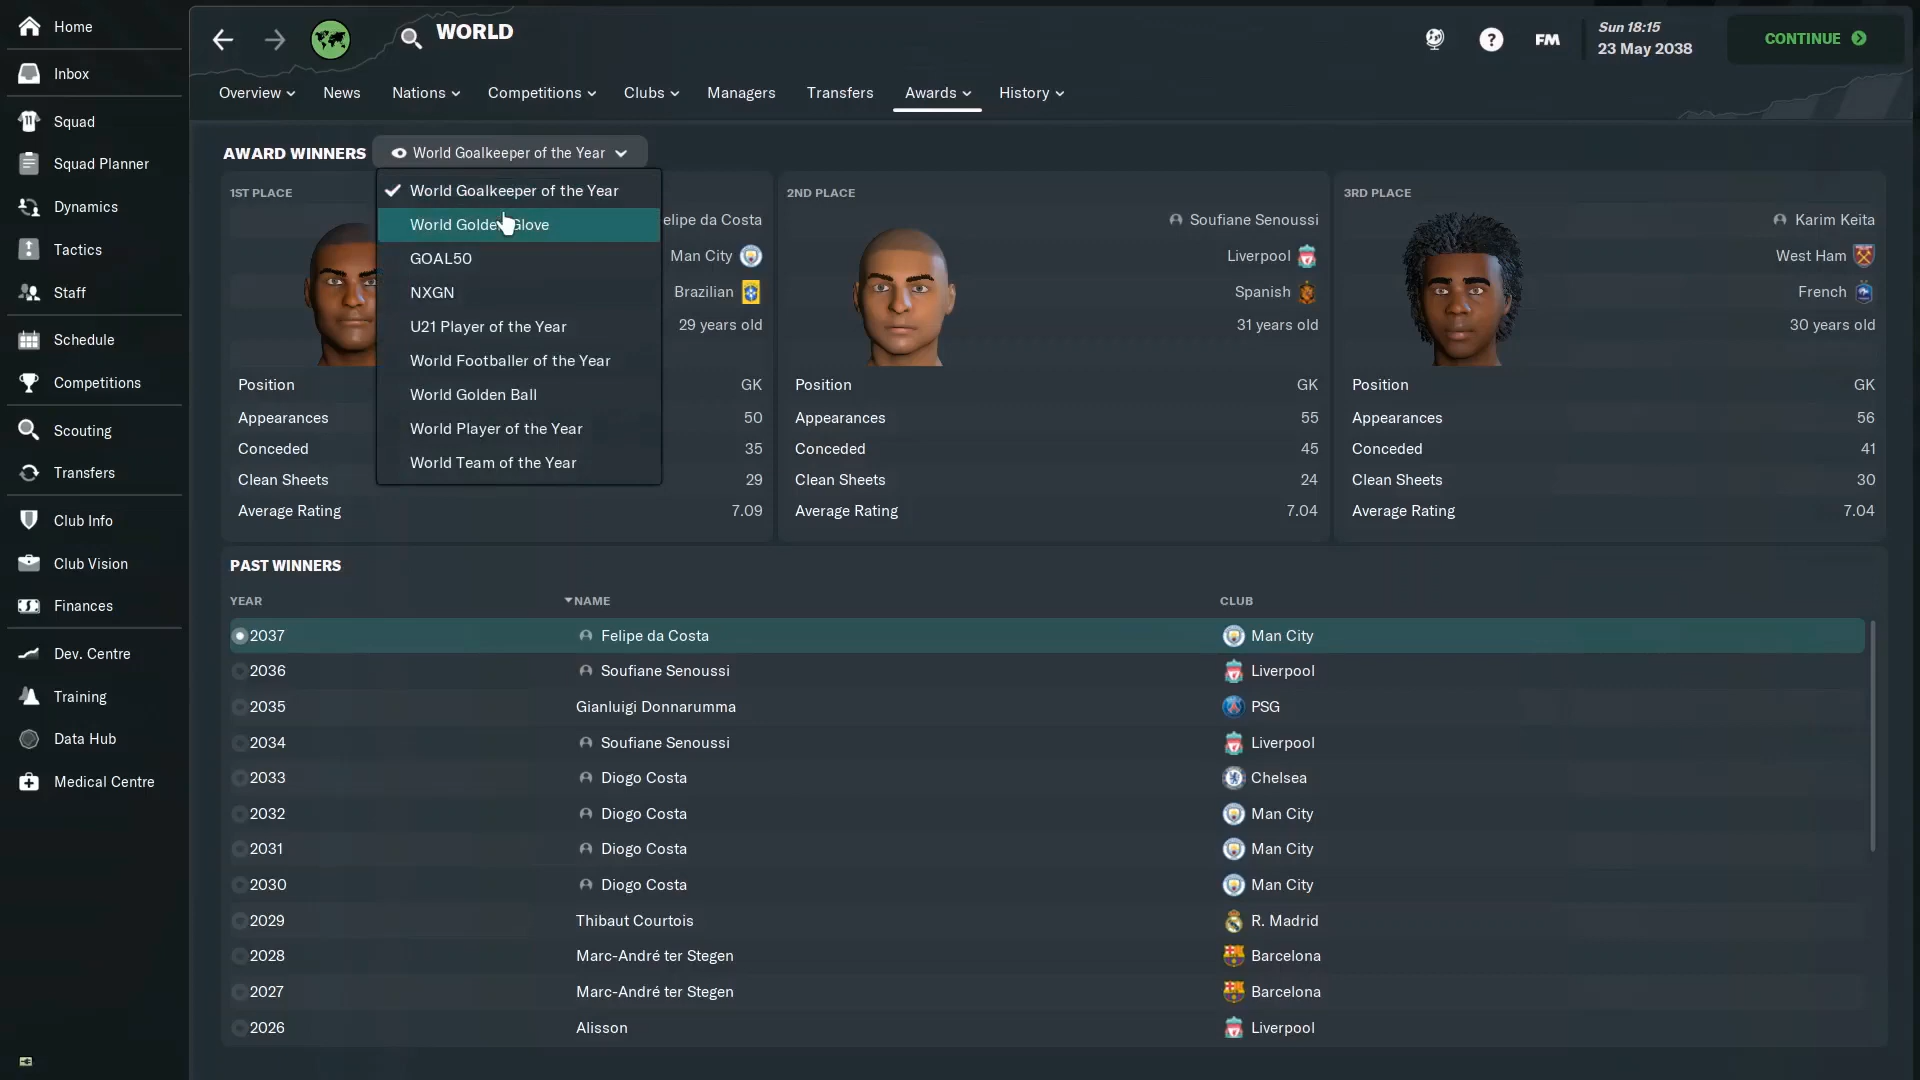 Home
Inbox
Squad
Squad Planner
Dynamics
Tactics
Staff
Schedule
Competitions
Scouting
Transfers
Club Info
Club Vision
Finances
Dev. Centre
Training
Data Hub
Medical Centre
WORLD
? FM Sun 18:15
23 May 2038
CONTINUE
Overview News Nations Competitions Clubs Managers Transfers Awards History
AWARD WINNERS World Goalkeeper of the Year
World Goalkeeper of the Year
World Golden Glove
GOAL50
NXGN
U21 Player of the Year
World Footballer of the Year
World Golden Ball
World Player of the Year
World Team of the Year
1ST PLACE
elipe da Costa
Man City
Brazilian
29 years old
Position GK
Appearances 50
Conceded 35
Clean Sheets 29
Average Rating 7.09
2ND PLACE
Soufiane Senoussi
Liverpool
Spanish
31 years old
Position GK
Appearances 55
Conceded 45
Clean Sheets 24
Average Rating 7.04
3RD PLACE
Karim Keita
West Ham
French
30 years old
Position GK
Appearances 56
Conceded 41
Clean Sheets 30
Average Rating 7.04
PAST WINNERS
YEAR NAME CLUB
2037 Felipe da Costa Man City
2036 Soufiane Senoussi Liverpool
2035 Gianluigi Donnarumma PSG
2034 Soufiane Senoussi Liverpool
2033 Diogo Costa Chelsea
2032 Diogo Costa Man City
2031 Diogo Costa Man City
2030 Diogo Costa Man City
2029 Thibaut Courtois R. Madrid
2028 Marc-André ter Stegen Barcelona
2027 Marc-André ter Stegen Barcelona
2026 Alisson Liverpool